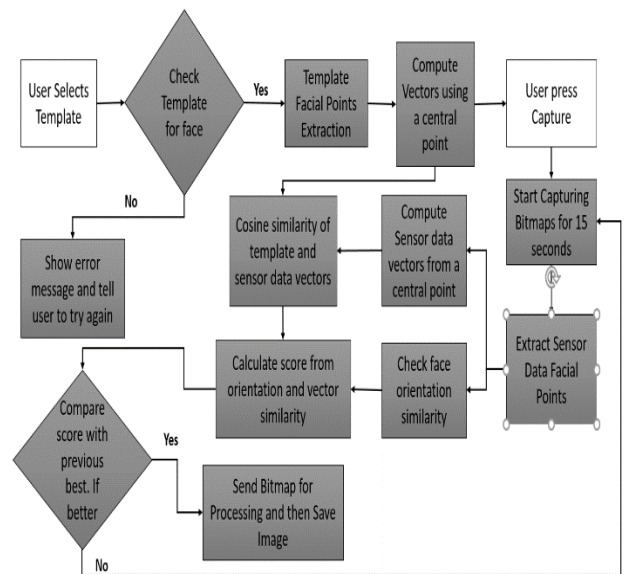 User Selects
Template
Check
Template
for face
Yes
Template
Facial Points
Extraction
Compute
Vectors using
a central
point
User press
Capture
No
Show error
message and tell
user to try again
Cosine similarity of
template and
sensor data vectors
Compute
Sensor data
vectors from a
central point
Start Capturing
Bitmaps for 15
seconds
Extract Sensor
Data Facial
Points
Check face
orientation
similarity
Calculate score from
orientation and vector
similarity
Compare
score with
previous
best. If
better
Yes
Send Bitmap for
Processing and then Save
Image
No